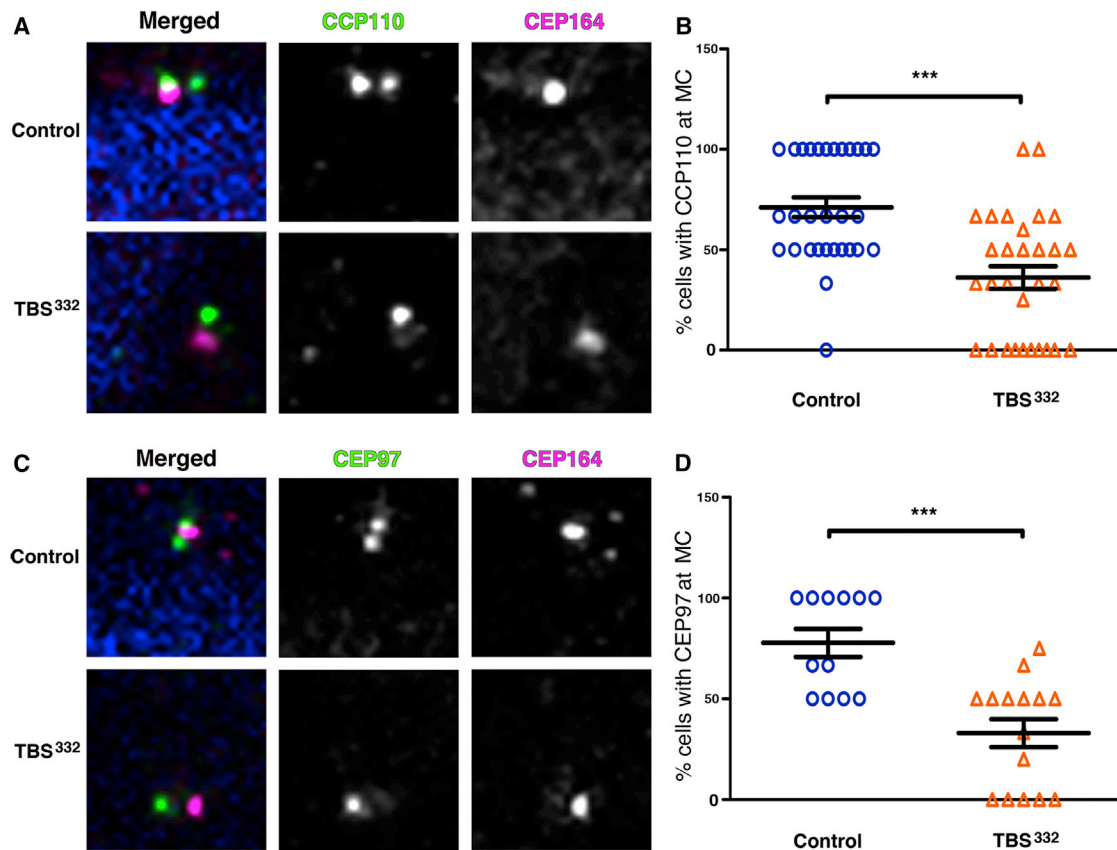 A
Merged
CCP110
CEP164
Control
TBS332
B
150
100
50
0
% cells with CCP110 at MC
***
Control
TBS332
C
Merged
CEP97
CEP164
Control
TBS332
D
150
100
50
0
% cells with CEP97 at MC
***
Control
TBS332